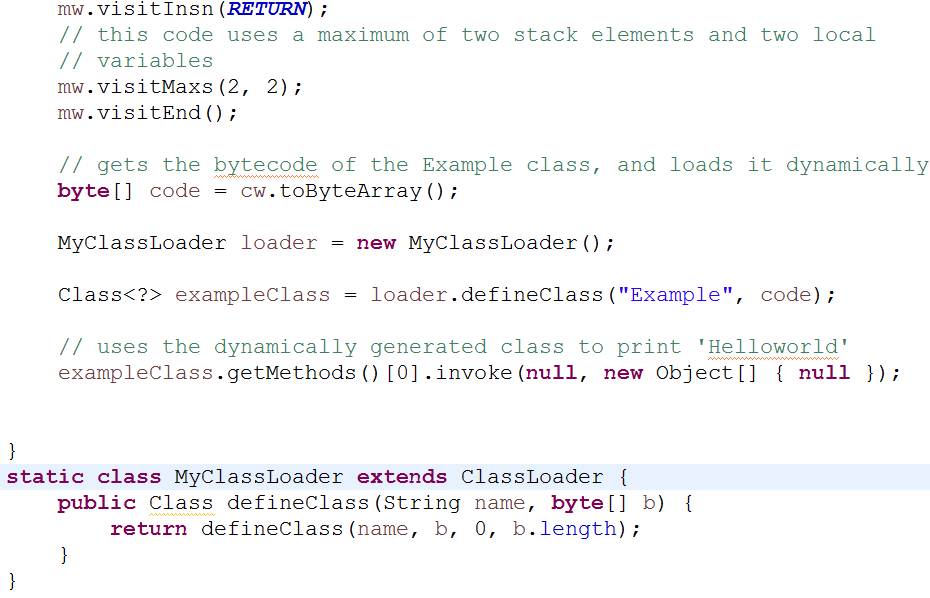 mw.visitInsn(RETURN);
// this code uses a maximum of two stack elements and two local
// variables
mw.visitMaxs(2, 2);
mw.visitEnd();
// gets the bytecode of the Example class, and loads it dynamically
byte[] code = cw.toByteArray();
MyClassLoader loader = new MyClassLoader();
Class<?> exampleClass = loader.defineClass("Example", code);
// uses the dynamically generated class to print 'Helloworld'
exampleClass.getMethods()[0].invoke(null, new Object[] { null });
}
static class MyClassLoader extends ClassLoader {
public Class defineClass(String name, byte[] b) {
return defineClass(name, b, 0, b.length);
}
}